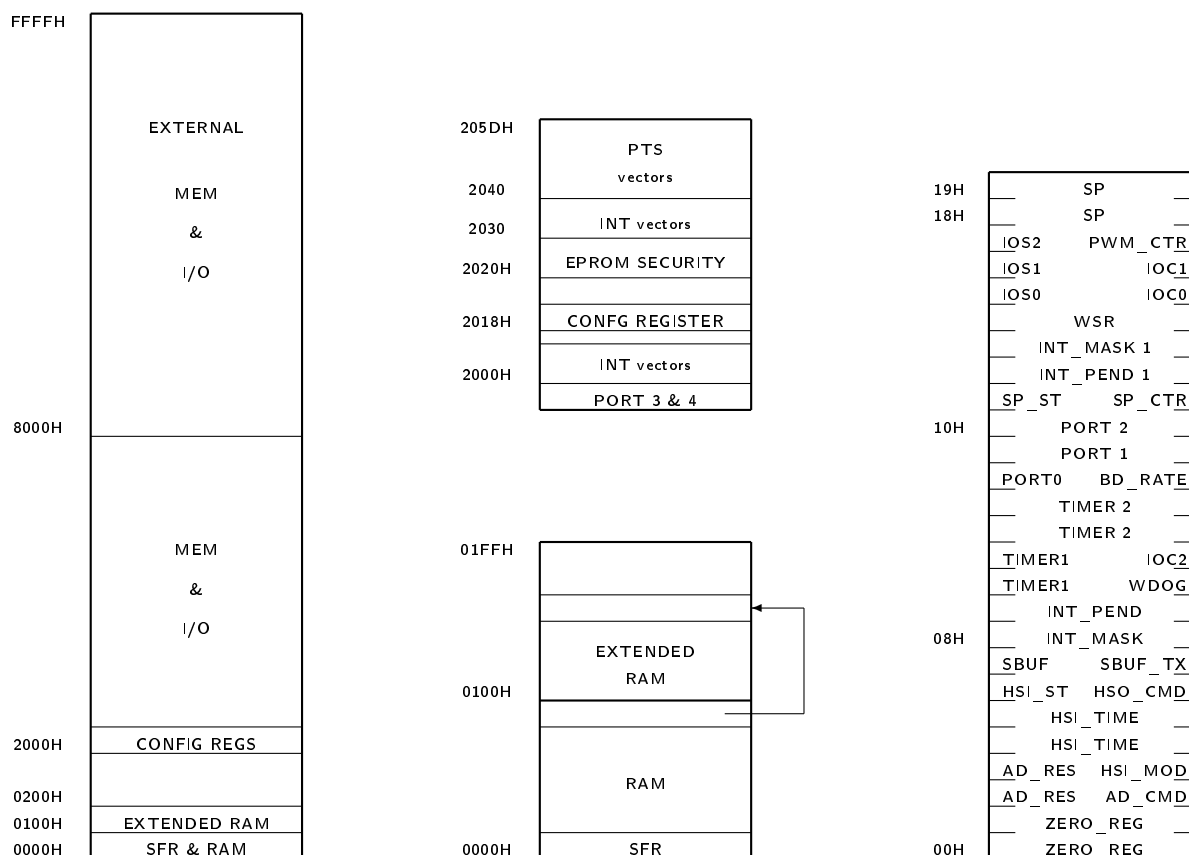 FFFFH
EXTERNAL
MEM
&
I/O
8000H
MEM
&
I/O
2000H CONFIG REGS
0200H
0100H EXTENDED RAM
0000H SFR & RAM
205DH
PTS
vectors
2040
INT vectors
2030
EPROM SECURITY
2020H
2018H CONFG REGISTER
INT vectors
2000H
PORT 3 & 4
01FFH
EXTENDED
RAM
0100H
RAM
0000H SFR
19H SP
18H SP
IOS2 PWM_CTR
IOS1 IOC1
IOS0 IOC0
WSR
INT_MASK 1
INT_PEND 1
SP_ST SP_CTR
10H PORT 2
PORT 1
PORT0 BD_RATE
TIMER 2
TIMER 2
TIMER1 IOC2
TIMER1 WDOG
INT_PEND
08H INT_MASK
SBUF SBUF_TX
HSI_ST HSO_CMD
HSI_TIME
HSI_TIME
AD_RES HSI_MOD
AD_RES AD_CMD
ZERO_REG
00H ZERO_REG